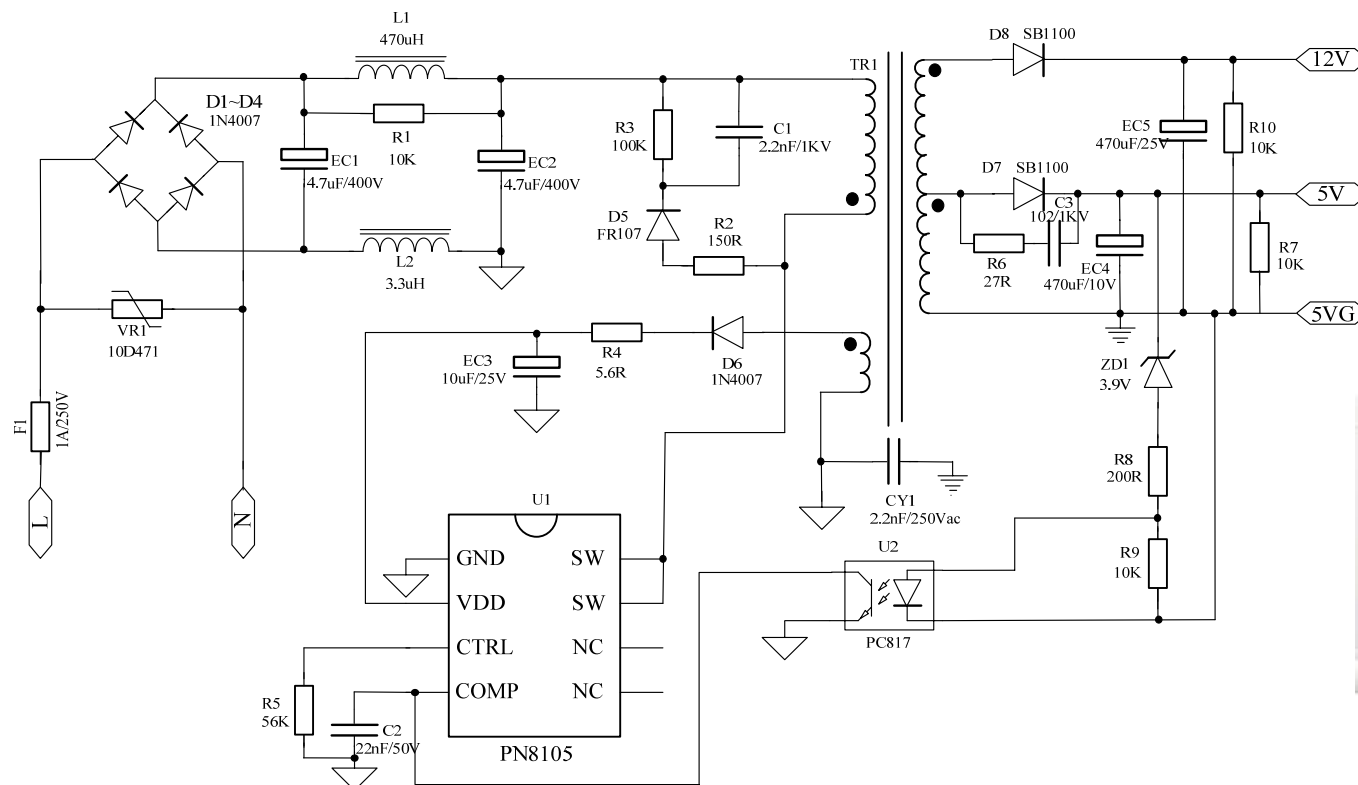 L1
470uH
D8 SB1100
12V
TR1
D1~D4
1N4007
R1
10K
EC1
4.7uF/400V
EC2
4.7uF/400V
R3
100K
C1
2.2nF/1KV
EC5
470uF/25V
R10
10K
D7 SB1100
5V
C3
102/1KV
D5
FR107
R2
150R
R6
27R
EC4
470uF/10V
R7
10K
L2
3.3uH
5VG
VR1
10D471
EC3
10uF/25V
R4
5.6R
D6
1N4007
ZD1
3.9V
F1
1A/250V
R8
200R
L
N
CY1
2.2nF/250Vac
U1
U2
R9
10K
GND SW
VDD SW
CTRL NC
COMP NC
PC817
R5
56K
C2
22nF/50V
PN8105